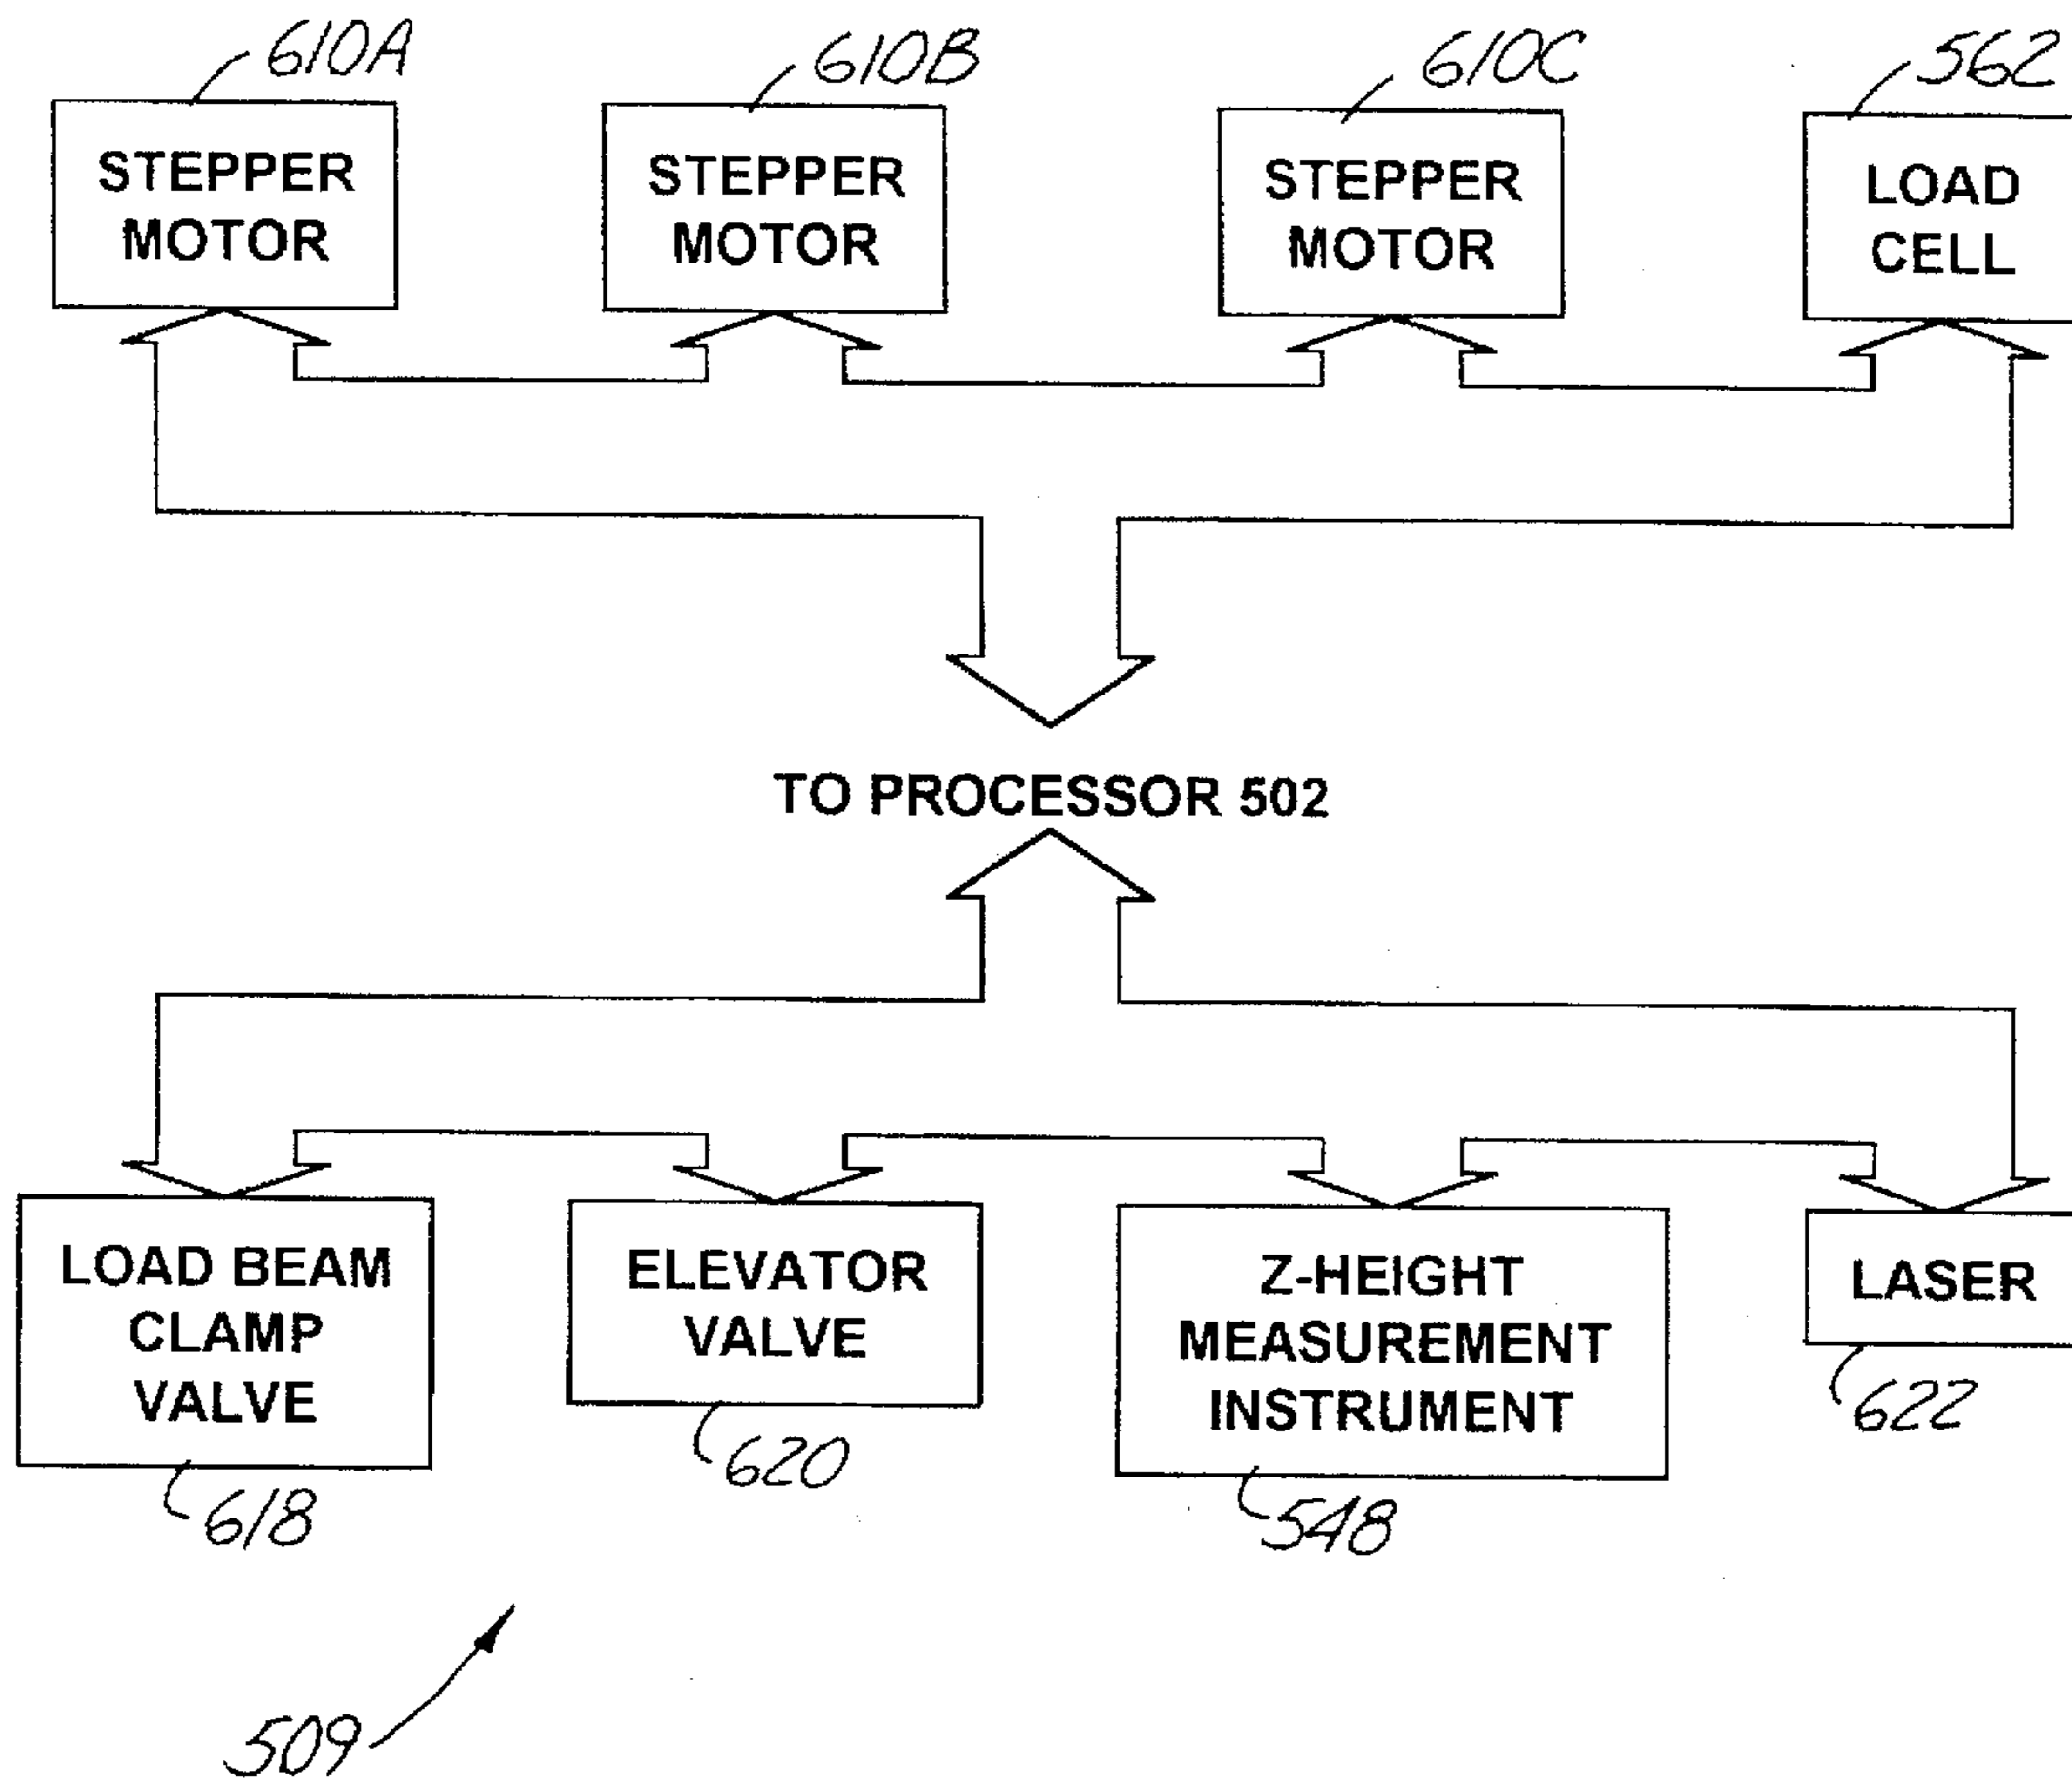 610A
610B
610C
562
STEPPER
MOTOR
STEPPER
MOTOR
STEPPER
MOTOR
LOAD
CELL
TO PROCESSOR 502
LOAD BEAM
CLAMP
VALVE
ELEVATOR
VALVE
Z-HEIGHT
MEASUREMENT
INSTRUMENT
LASER
618
620
548
622
509